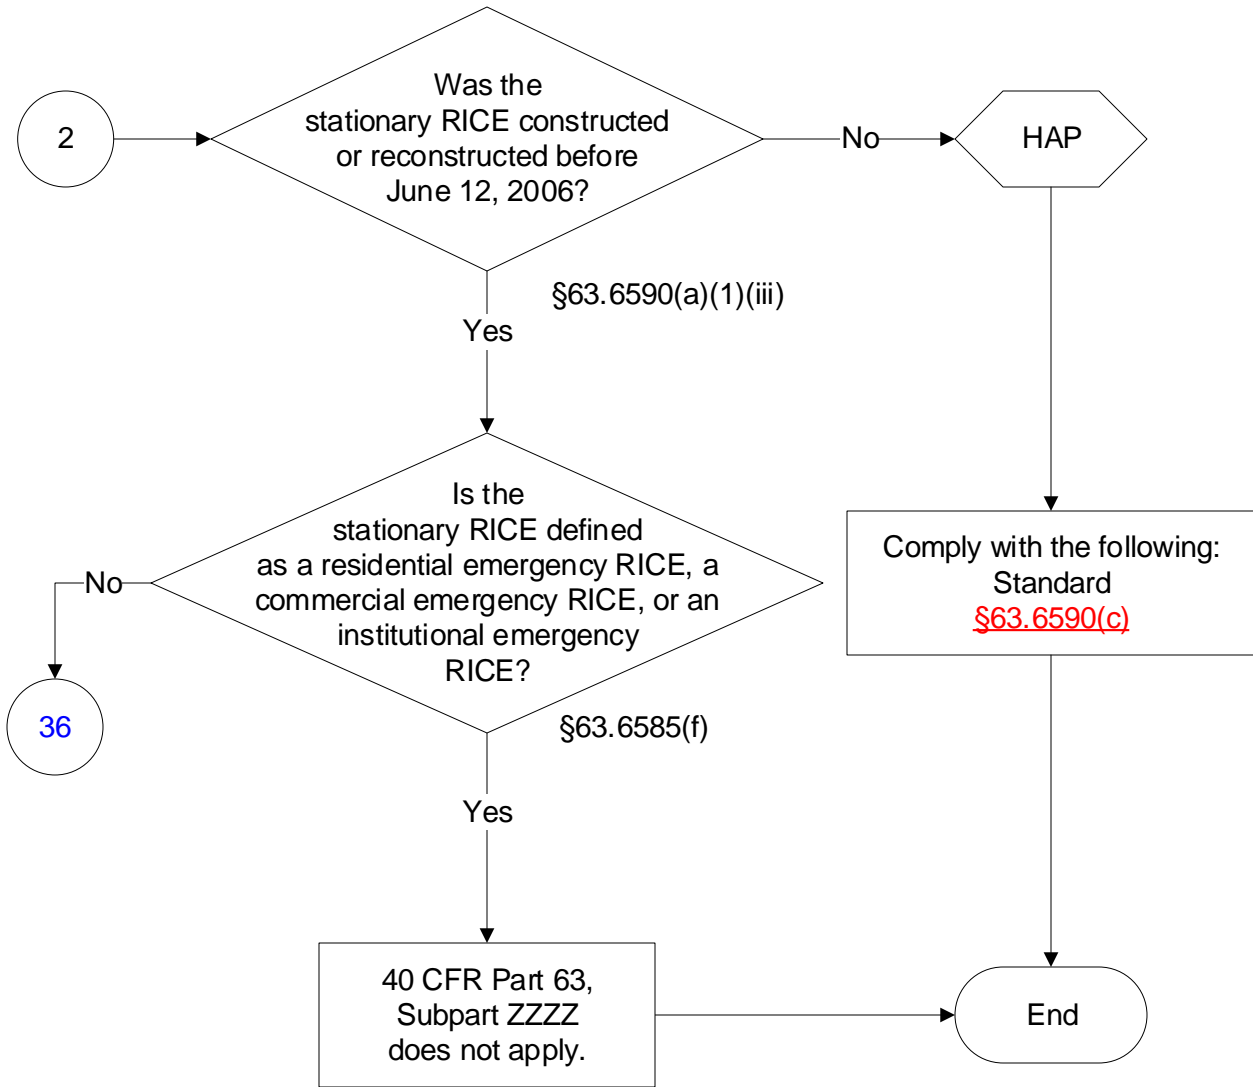 Was the
stationary RICE constructed
or reconstructed before
June 12, 2006?
2
No
HAP
§63.6590(a)(1)(iii)
Yes
Is the
stationary RICE defined
as a residential emergency RICE, a
commercial emergency RICE, or an
institutional emergency
RICE?
No
Comply with the following:
Standard
§63.6590(c)
36
§63.6585(f)
Yes
40 CFR Part 63,
Subpart ZZZZ
does not apply.
End